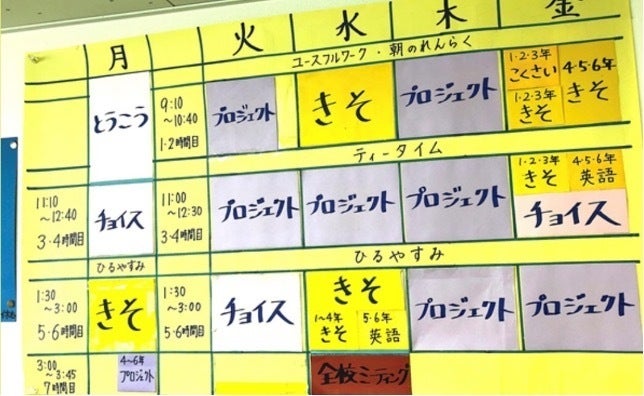 月 火 水 木 金
ユースフルワーク・朝のれんらく
とうこう
9:10
～10:40
1・2時間目
プロジェクト
きそ
プロジェクト
1・2・3年
こくさい
1・2・3年
きそ
4・5・6年
きそ
ティータイム
11:10
～12:40
3・4時間目
チョイス
11:00
～12:30
3・4時間目
プロジェクト
プロジェクト
プロジェクト
1・2・3年
きそ
4・5・6年
英語
チョイス
ひるやすみ
ひるやすみ
1:30
～3:00
5・6時間目
きそ
1:30
～3:00
5・6時間目
チョイス
きそ
1～4年
きそ
5・6年
英語
プロジェクト
プロジェクト
3:00
～3:45
7時間目
4～6年
プロジェクト
全校ミーティング